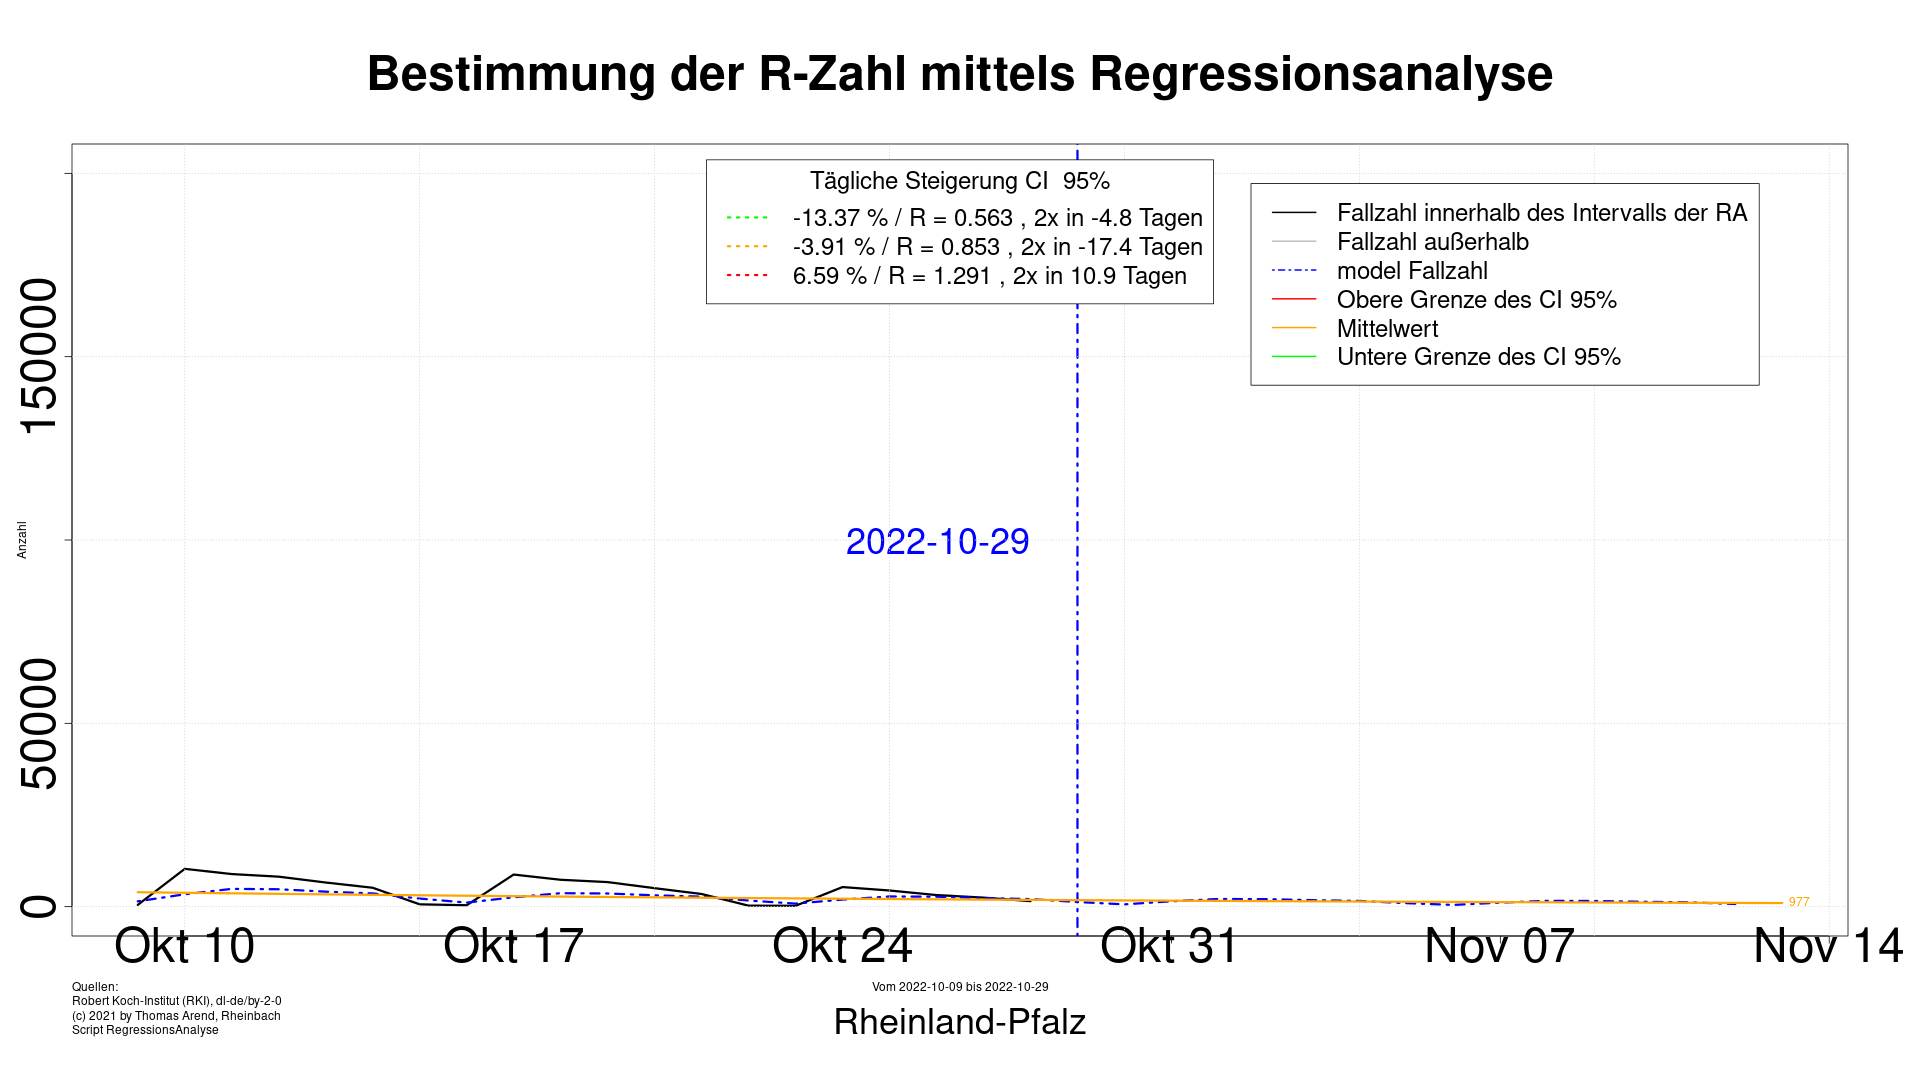 Bestimmung der R-Zahl mittels Regressionsanalyse
Tägliche Steigerung CI 95%
-13.37 % / R = 0.563 , 2x in -4.8 Tagen
-3.91 % / R = 0.853 , 2x in -17.4 Tagen
6.59 % / R = 1.291 , 2x in 10.9 Tagen
Fallzahl innerhalb des Intervalls der RA
Fallzahl außerhalb
model Fallzahl
Obere Grenze des CI 95%
Mittelwert
Untere Grenze des CI 95%
150000
50000
0
Anzahl
2022-10-29
977
Okt 10
Okt 17
Okt 24
Okt 31
Nov 07
Nov 14
Quellen:
Robert Koch-Institut (RKI), dl-de/by-2-0
(c) 2021 by Thomas Arend, Rheinbach
Script RegressionsAnalyse
Vom 2022-10-09 bis 2022-10-29
Rheinland-Pfalz